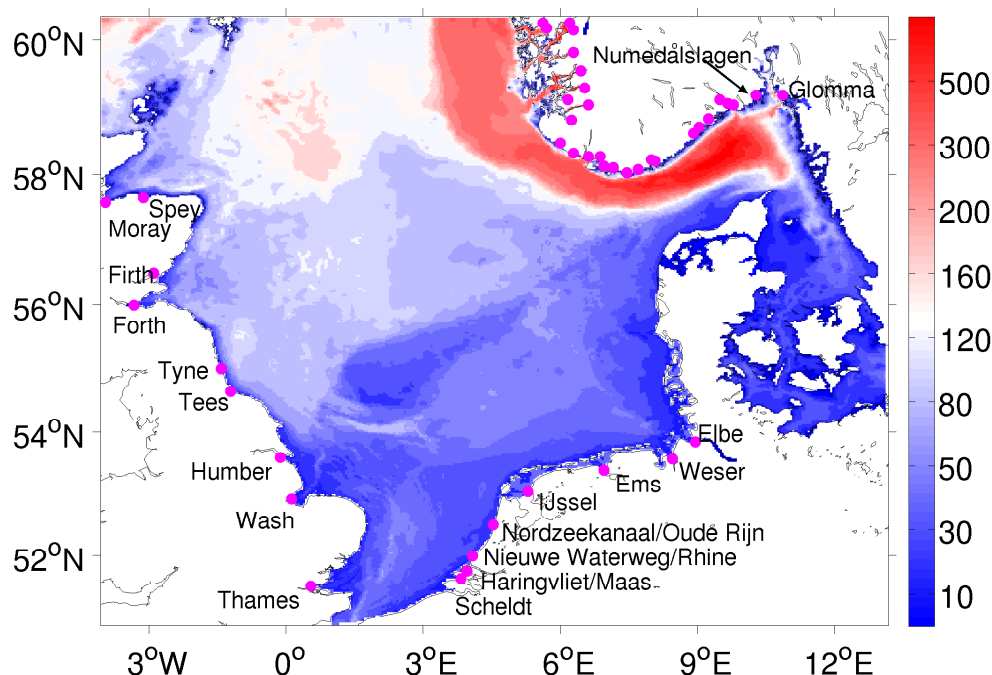 60°N
58°N
56°N
54°N
52°N
3°W
0°
3°E
6°E
9°E
12°E
Numedalslagen
Glomma
Spey
Moray
Firth
Forth
Tyne
Tees
Humber
Wash
Thames
Elbe
Weser
Ems
IJssel
Nordzeekanaal/Oude Rijn
Nieuwe Waterweg/Rhine
Haringvliet/Maas
Scheldt
500
300
200
160
120
80
50
30
10